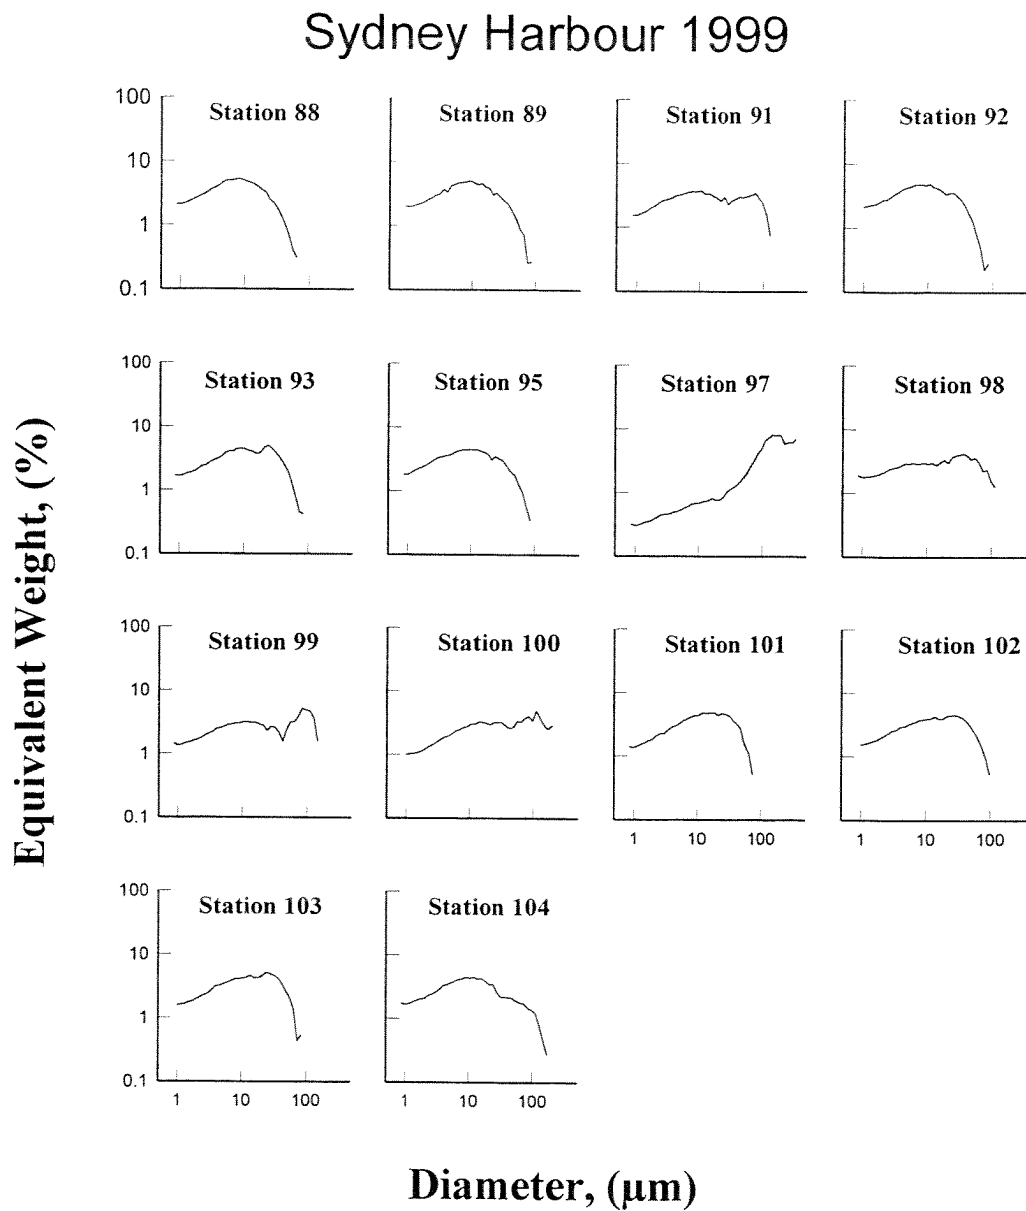 Sydney Harbour 1999
Equivalent Weight, (%)
100
10
1
0.1
Station 88
Station 89
Station 91
Station 92
100
10
1
0.1
Station 93
Station 95
Station 97
Station 98
100
10
1
0.1
Station 99
Station 100
Station 101
Station 102
1 10 100
1 10 100
100
10
1
0.1
Station 103
Station 104
1 10 100
1 10 100
Diameter, (µm)